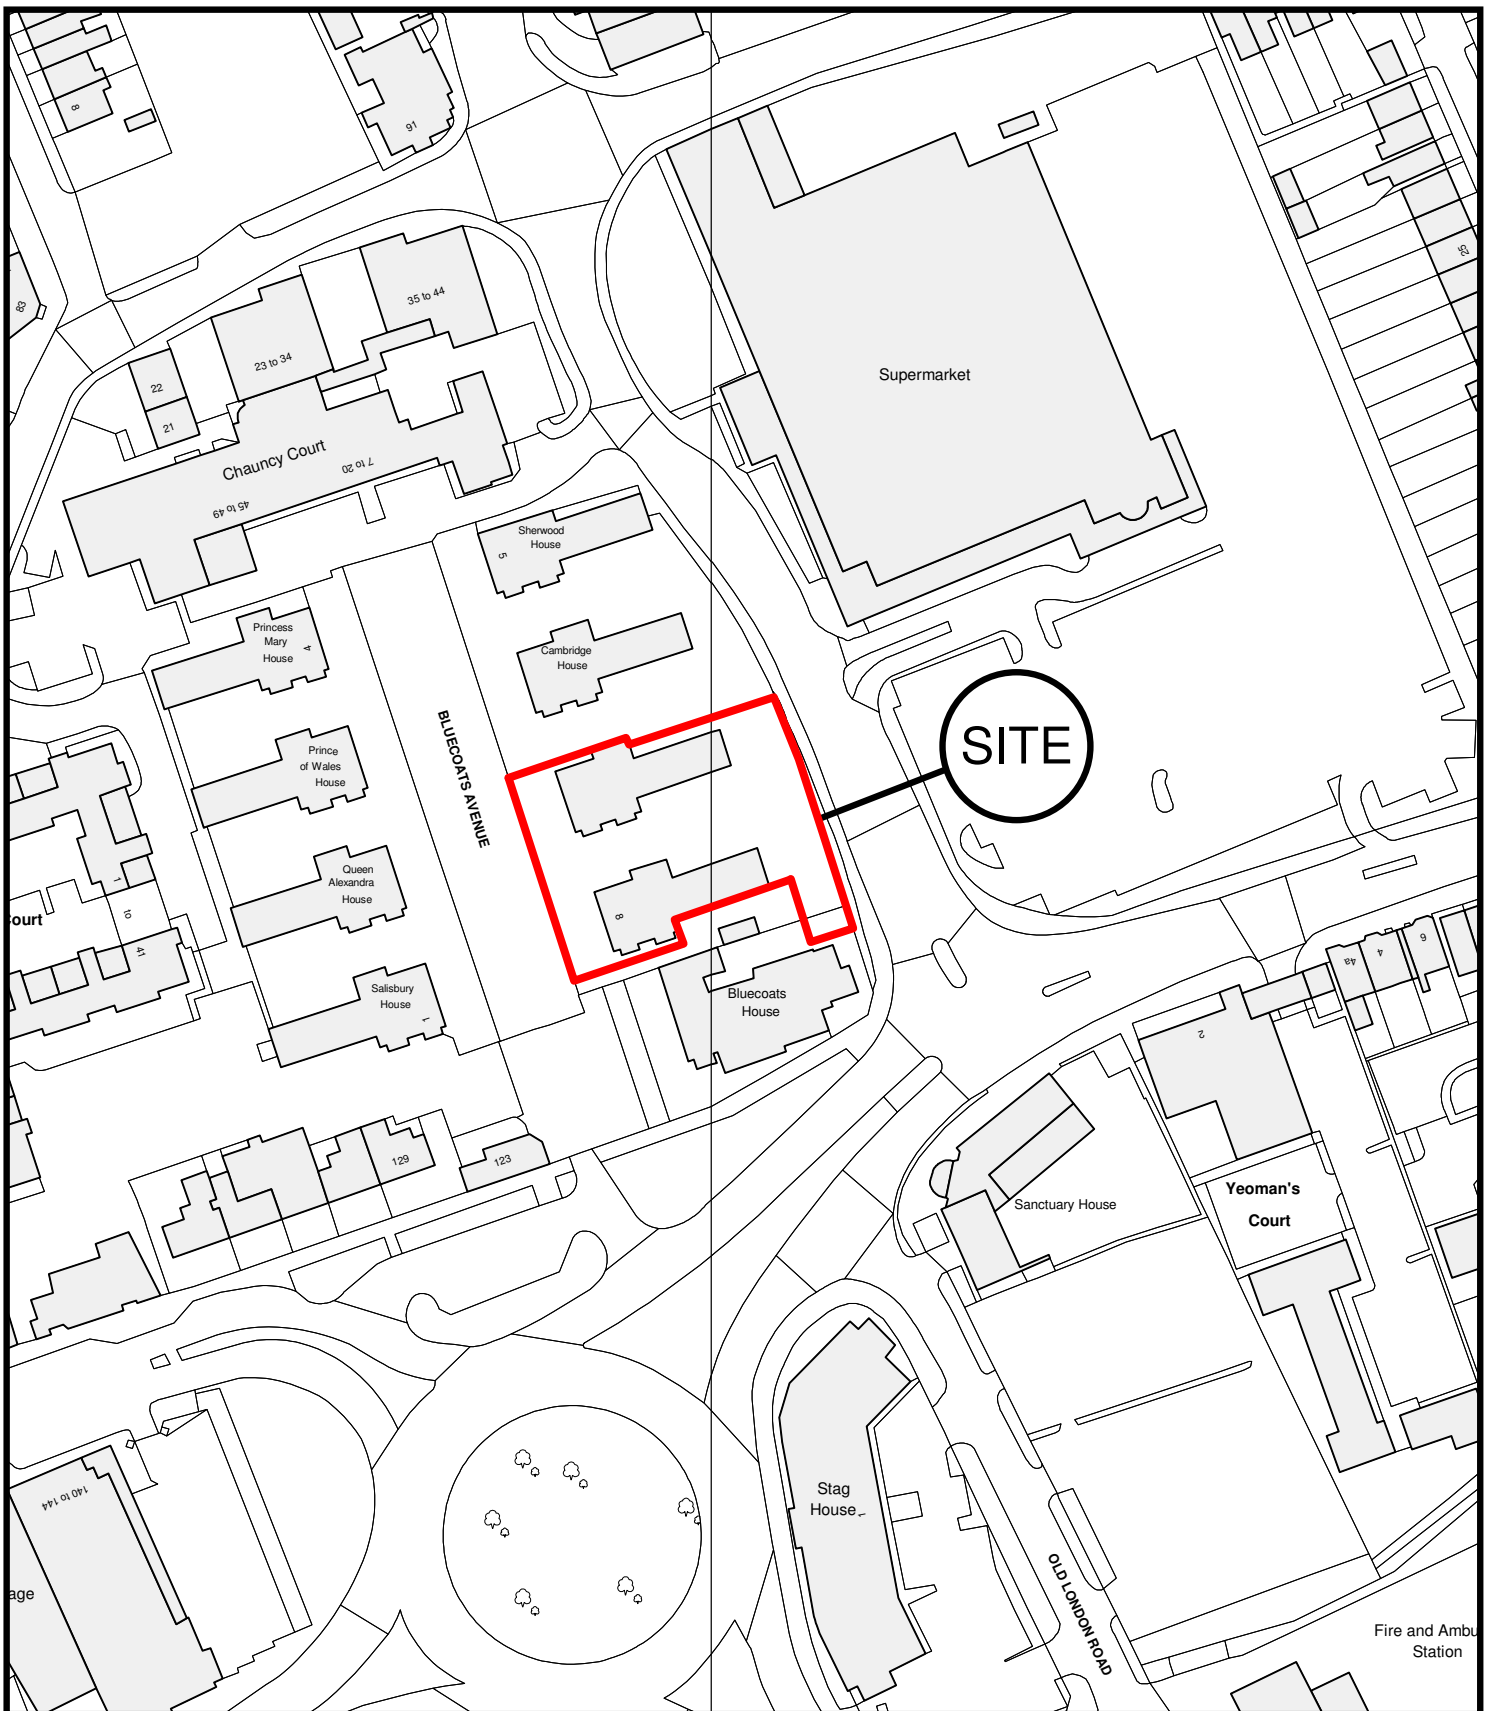 8
91
83
35 to 44
23 to 34
22
21
Chauncy Court
7 to 20
45 to 49
Supermarket
25
Sherwood
House
5
Cambridge
House
Princess
Mary
House
4
Prince
of Wales
House
BLUECOATS AVENUE
SITE
Queen
Alexandra
House
8
1
to
41
Court
Salisbury
House
1
Bluecoats
House
4a
4
6
2
129
123
Sanctuary House
Yeoman's
Court
140 to 144
Stag
House
1
age
OLD LONDON ROAD
Fire and Ambu
Station